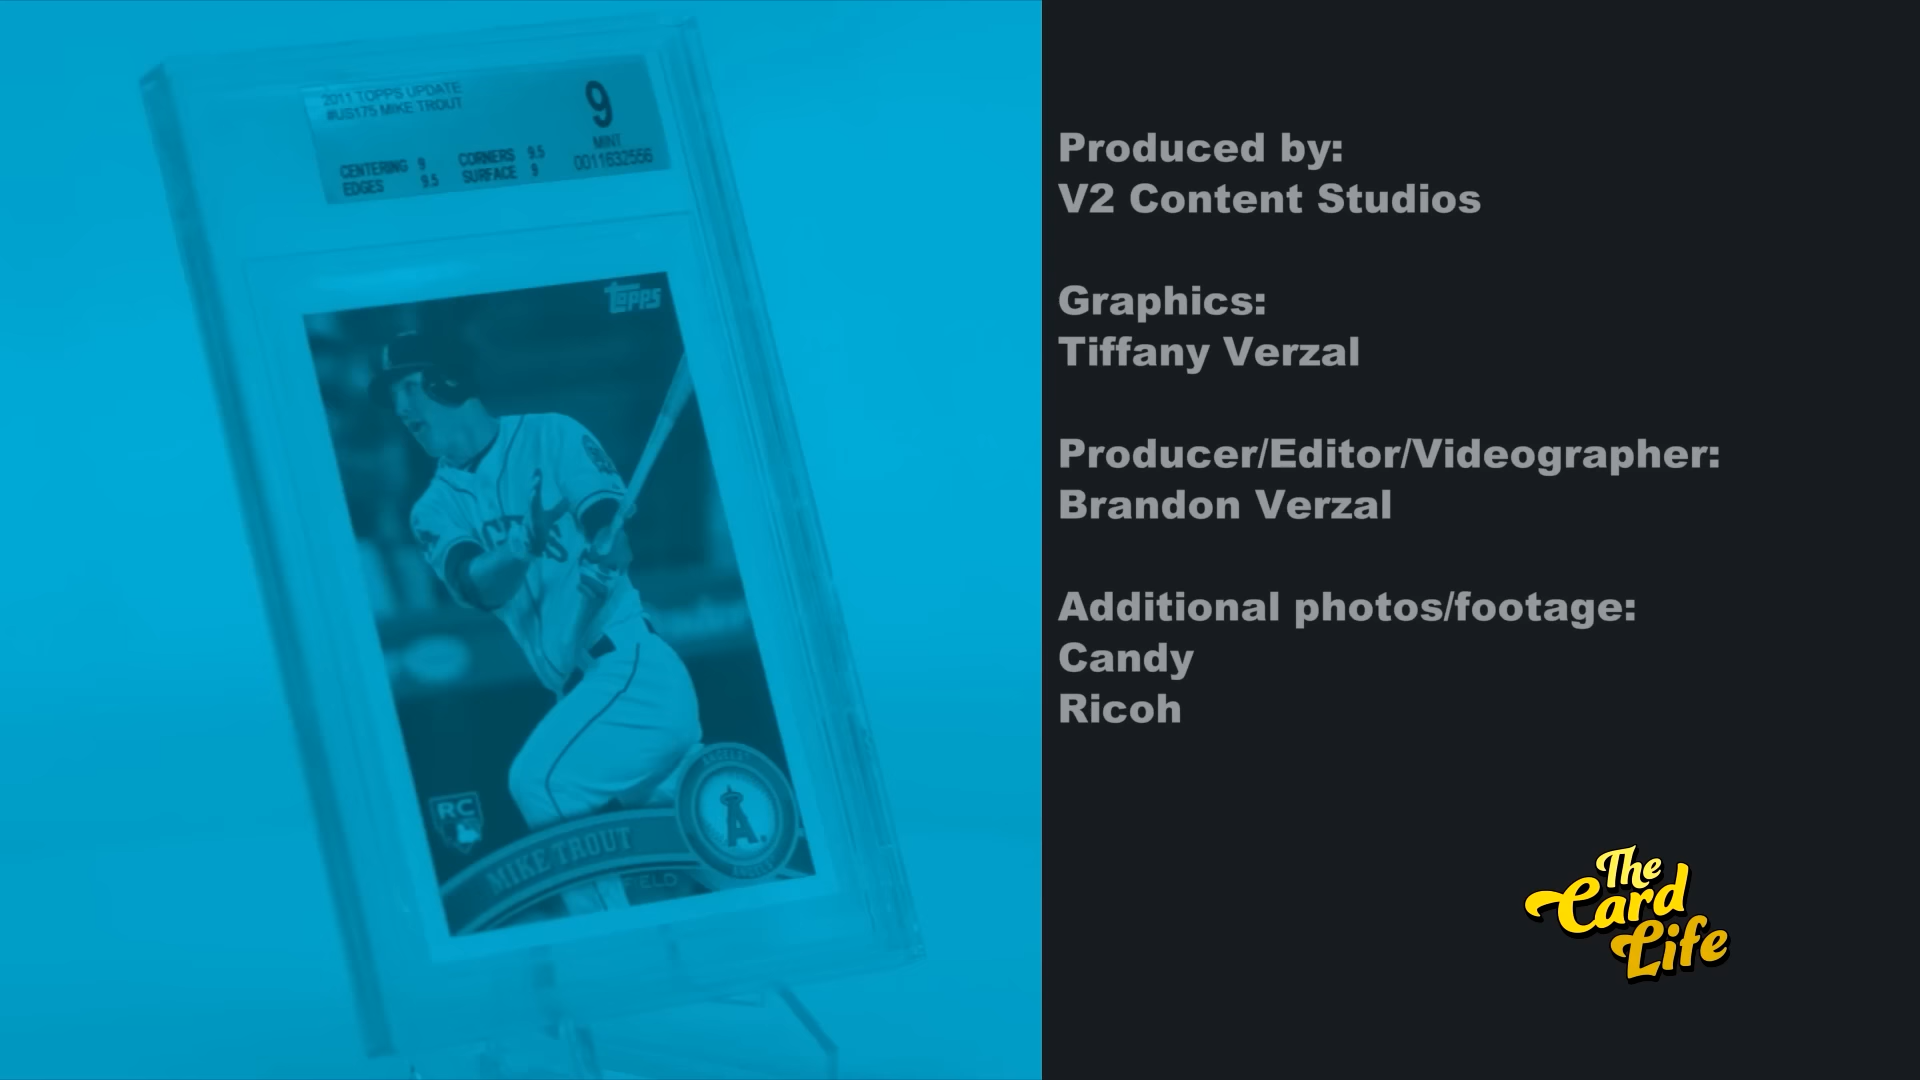 2011 TOPPS UPDATE
#US175 MIKE TROUT
9
MINT
0011632556
CENTERING 9 CORNERS 9.5
EDGES 9.5 SURFACE 9
topps
RC
MIKE TROUT
ANGELS
A
FIELD
Produced by:
V2 Content Studios
Graphics:
Tiffany Verzal
Producer/Editor/Videographer:
Brandon Verzal
Additional photos/footage:
Candy
Ricoh
The
Card
Life